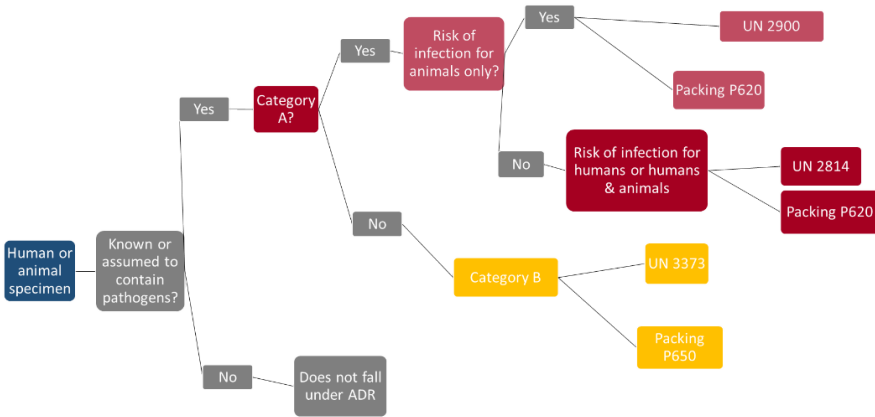 Human or
animal
specimen
Known or
assumed to
contain
pathogens?
Yes
Category
A?
Yes
Risk of
infection for
animals only?
Yes
UN 2900
Packing P620
No
Risk of infection for
humans or humans
& animals
UN 2814
Packing P620
No
Category B
UN 3373
Packing
P650
No
Does not fall
under ADR